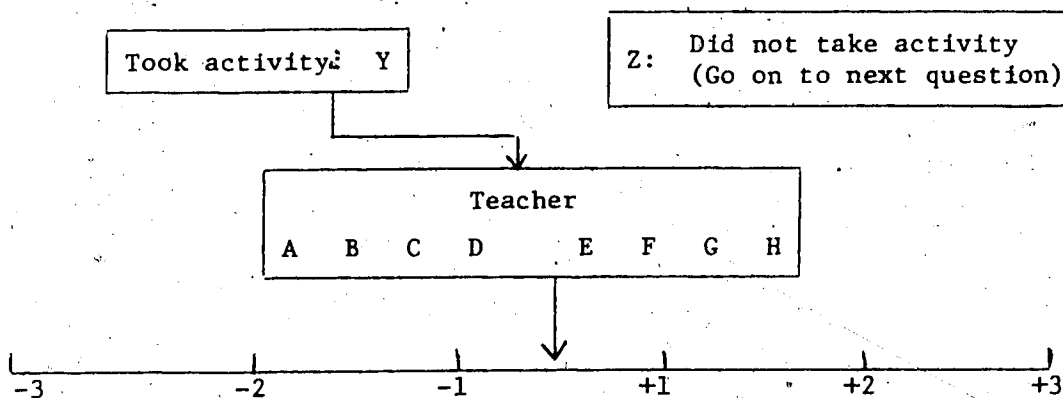 Took activity: Y
Z: Did not take activity
(Go on to next question)
Teacher
A B C D E F G H
-3 -2 -1 +1 +2 +3